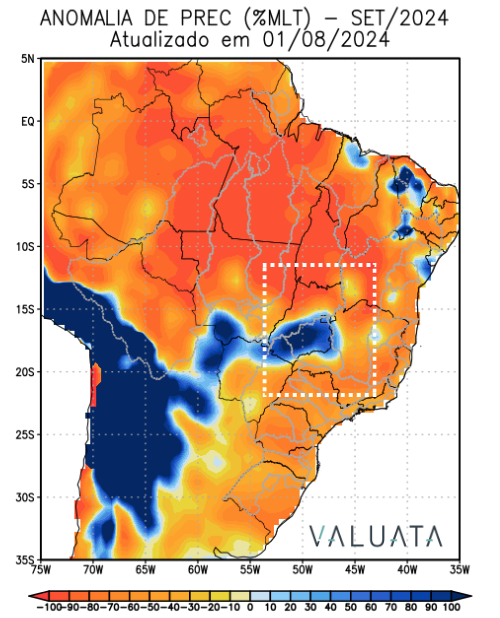 ANOMALIA DE PREC (%MLT) – SET/2024
Atualizado em 01/08/2024
5N
EQ
5S
10S
15S
20S
25S
30S
35S
75W 70W 65W 60W 55W 50W 45W 40W 35W
VALUATA
-100 -90 -80 -70 -60 -50 -40 -30 -20 -10 0 10 20 30 40 50 60 70 80 90 100